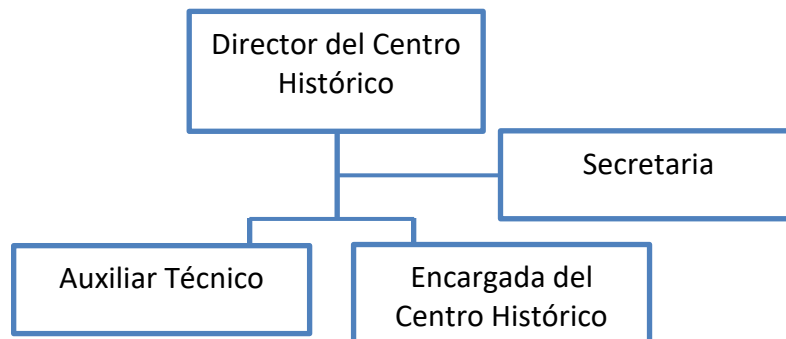 Director del Centro
Histórico
Secretaria
Auxiliar Técnico
Encargada del
Centro Histórico